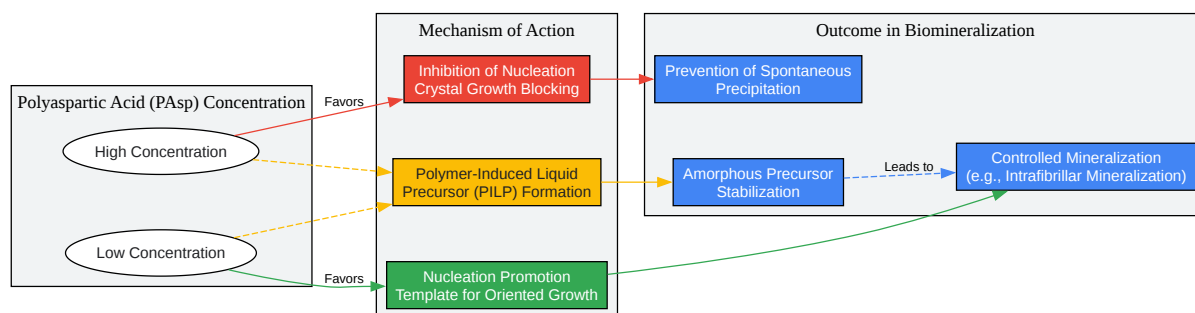 Mechanism of Action
Outcome in Biomineralization
Polyaspartic Acid (PAsp) Concentration
Favors
Inhibition of Nucleation
Crystal Growth Blocking
Prevention of Spontaneous
Precipitation
High Concentration
Polymer-Induced Liquid
Precursor (PILP) Formation
Amorphous Precursor
Stabilization
Leads to
Controlled Mineralization
(e.g., Intrafibrillar Mineralization)
Low Concentration
Favors
Nucleation Promotion
Template for Oriented Growth